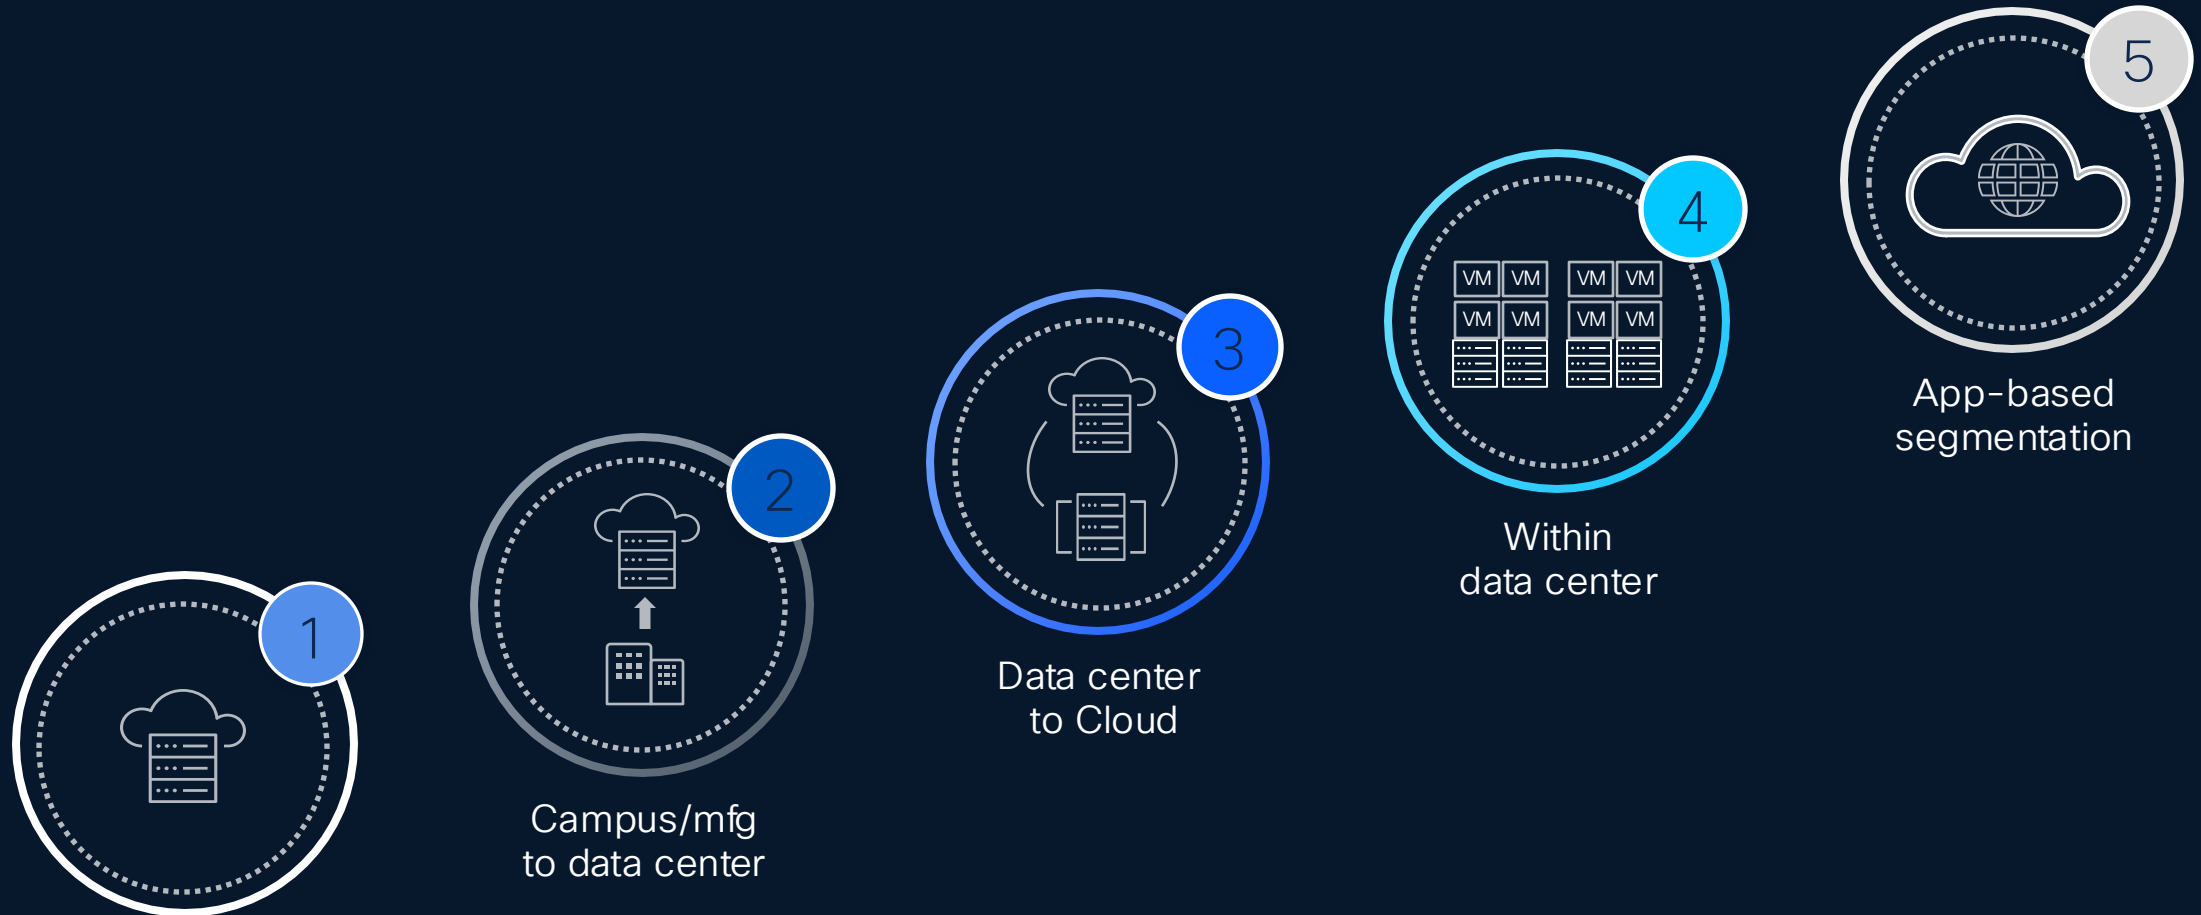 1
2
Campus/mfg
to data center
3
Data center
to Cloud
4
VM VM VM VM
VM VM VM VM
Within
data center
5
App-based
segmentation